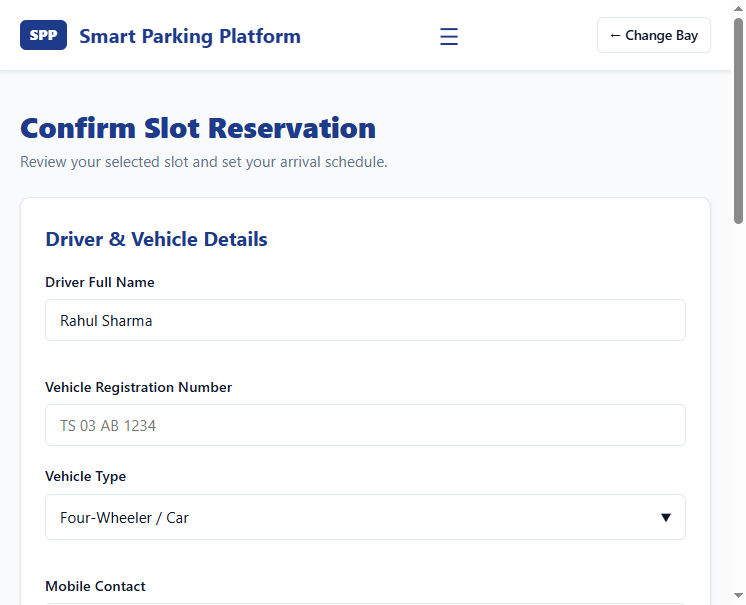 SPP
Smart Parking Platform
← Change Bay
Confirm Slot Reservation
Review your selected slot and set your arrival schedule.
Driver & Vehicle Details
Driver Full Name
Rahul Sharma
Vehicle Registration Number
TS 03 AB 1234
Vehicle Type
Four-Wheeler / Car
Mobile Contact